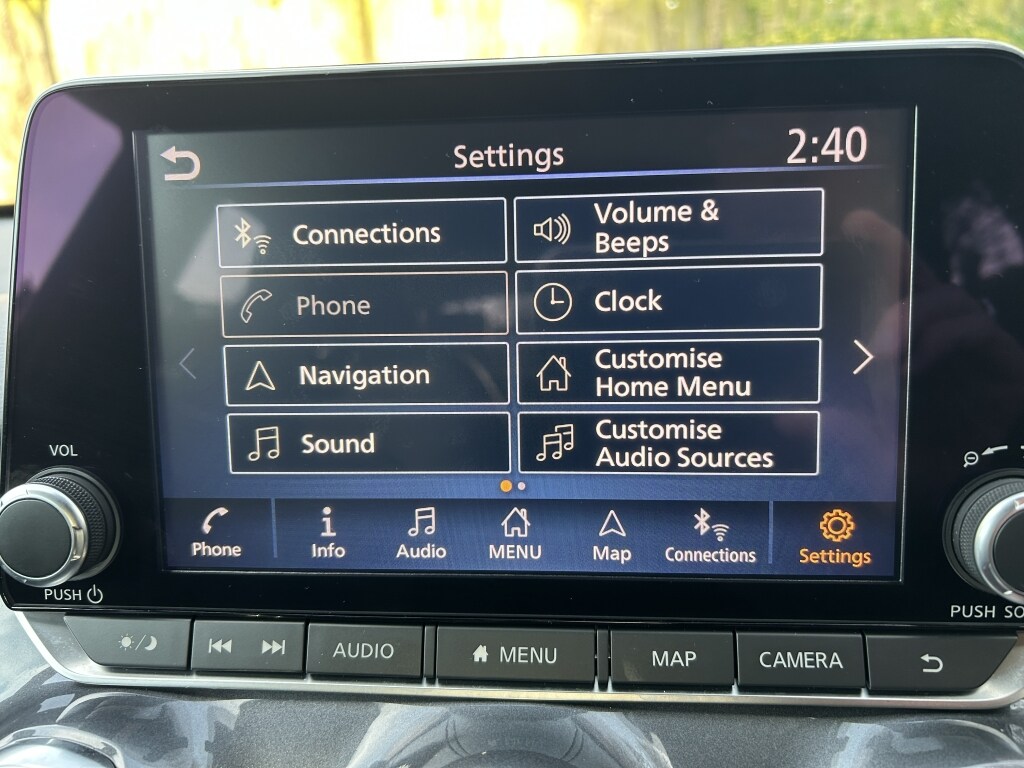 Settings
2:40
Connections
Volume &
Beeps
Phone
Clock
Navigation
Customise
Home Menu
Sound
Customise
Audio Sources
Phone
Info
Audio
MENU
Map
Connections
Settings
VOL
PUSH
PUSH SO
AUDIO
MENU
MAP
CAMERA